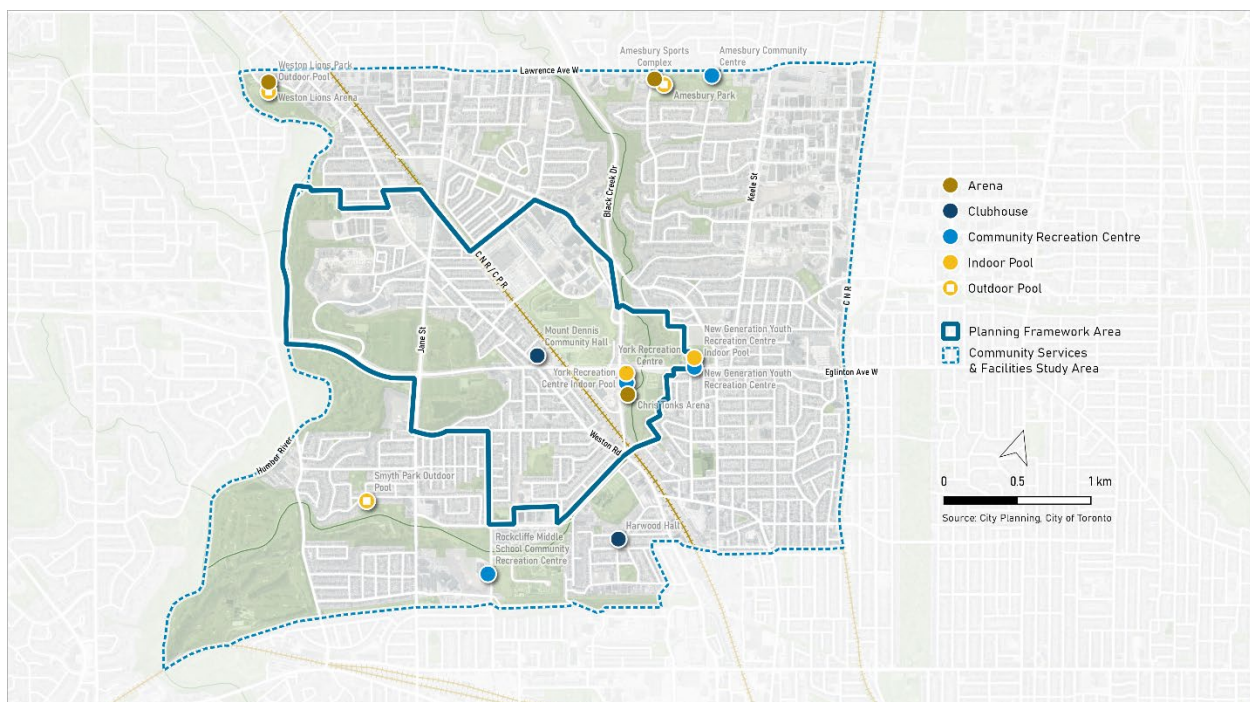 Weston Lions Park
Outdoor Pool
Weston Lions Arena
Lawrence Ave W
Amesbury Sports
Complex
Amesbury Park
Amesbury Community
Centre
Black Creek Dr
Keele St
CNR/CPR
CNR
Jane St
Mount Dennis
Community Hall
York Recreation
Centre
York Recreation
Centre Indoor Pool
New Generation Youth
Recreation Centre
Indoor Pool
New Generation Youth
Recreation Centre
Eglinton Ave W
Chris Tonks Arena
Weston Rd
Humber River
Smyth Park Outdoor
Pool
Harwood Hall
Rockcliffe Middle
School Community
Recreation Centre
Arena
Clubhouse
Community Recreation Centre
Indoor Pool
Outdoor Pool
Planning Framework Area
Community Services
& Facilities Study Area
0 0.5 1 km
Source: City Planning, City of Toronto